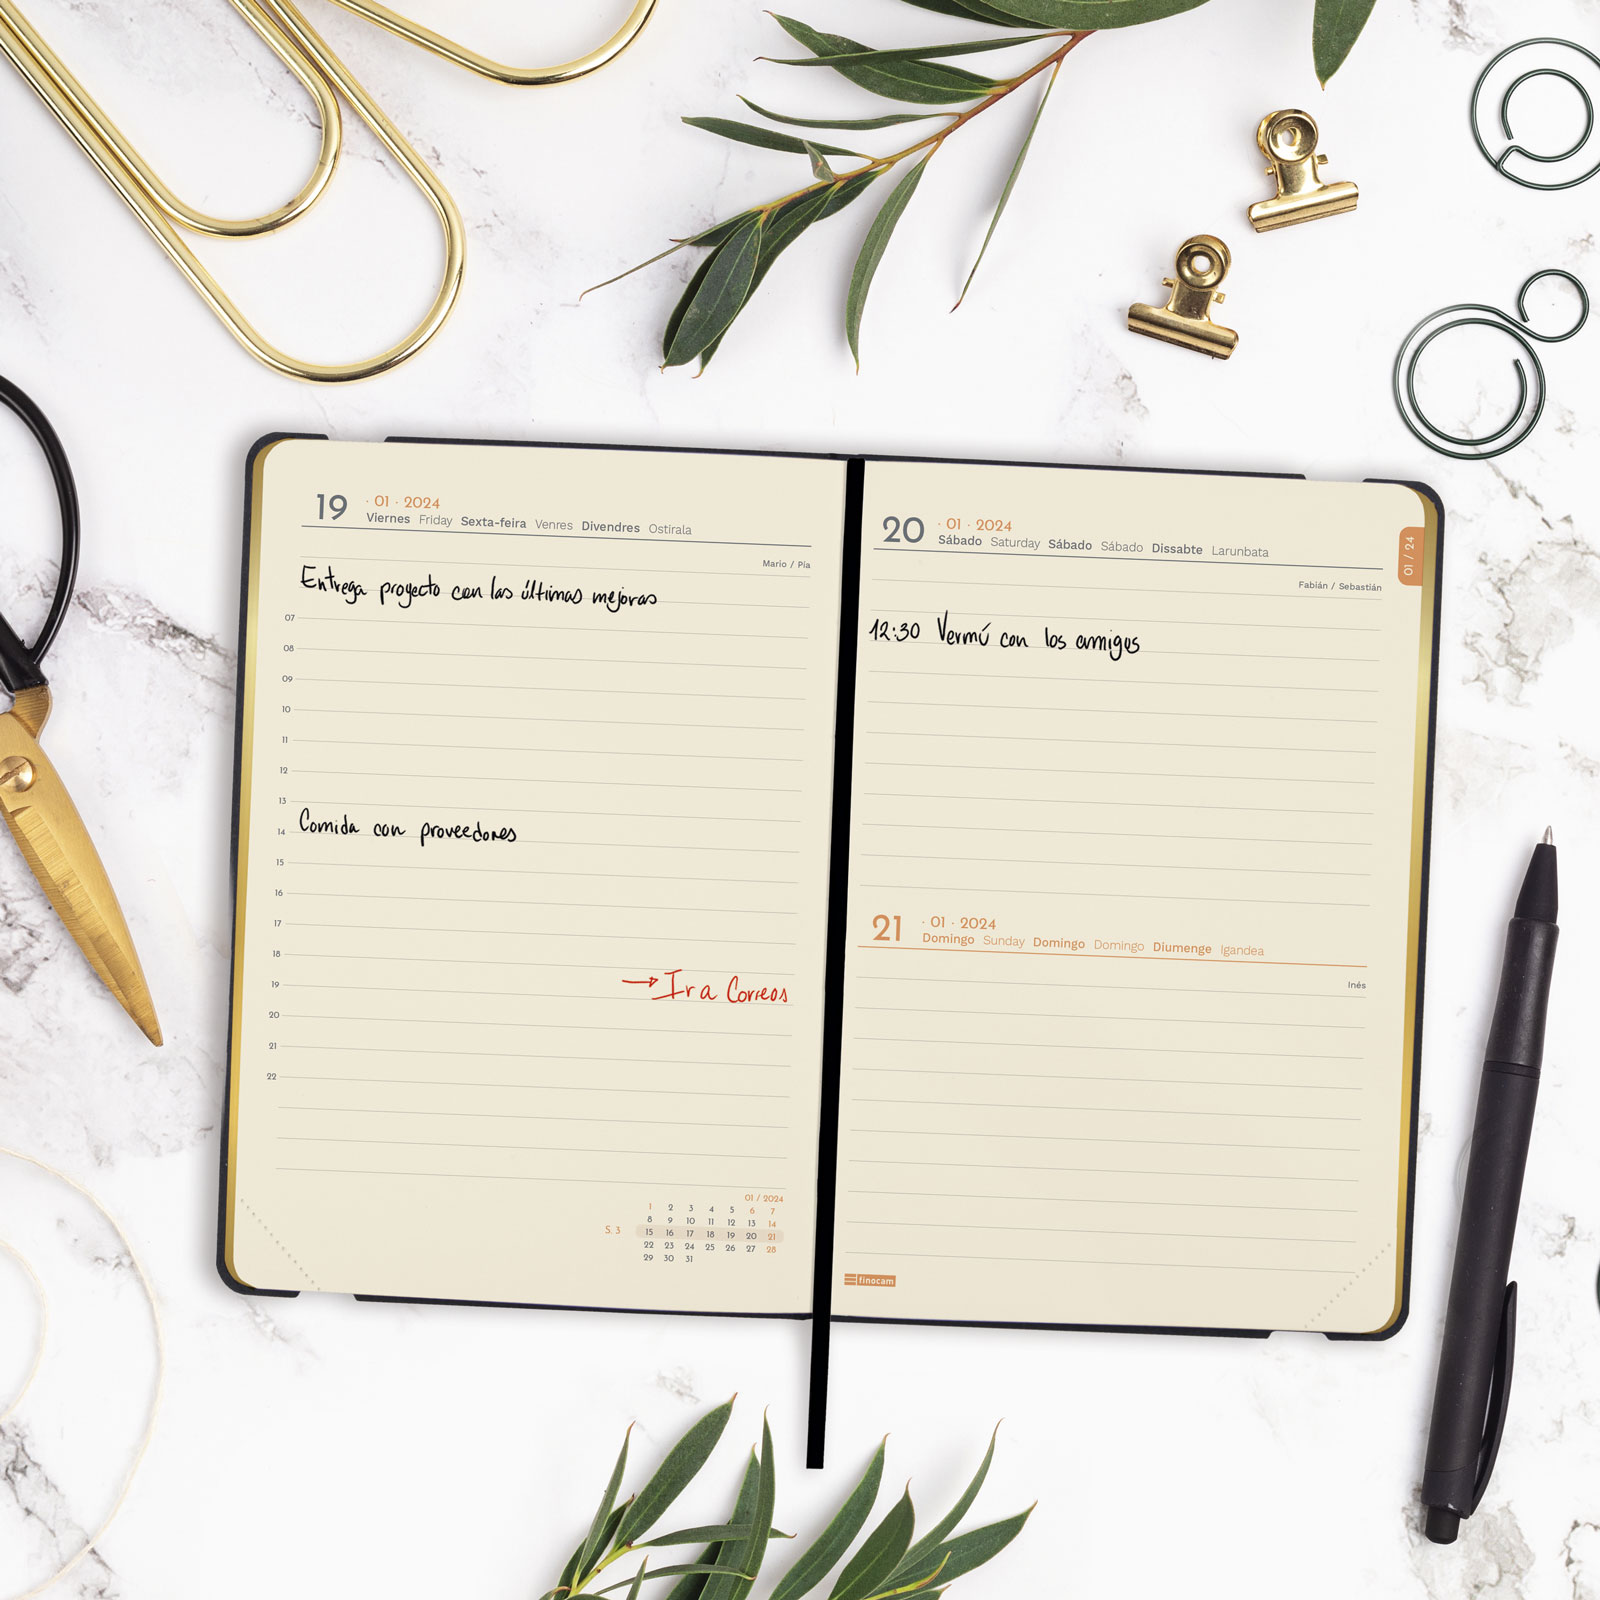 19 · 01 · 2024
Viernes Friday Sexta-feira Venres Divendres Ostirala
Mario / Pía
Entrega proyecto con las últimas mejoras
07
08
09
10
11
12
13
Comida con proveedores
14
15
16
17
18
→ Ir a Correos
19
20
21
22
01 / 2024
1 2 3 4 5 6 7
8 9 10 11 12 13 14
S. 3 15 16 17 18 19 20 21
22 23 24 25 26 27 28
29 30 31
20 · 01 · 2024
Sábado Saturday Sábado Sábado Dissabte Larunbata
01 / 24
Fabián / Sebastián
12:30 Vermú con los amigos
21 · 01 · 2024
Domingo Sunday Domingo Domingo Diumenge Igandea
Inés
finocam